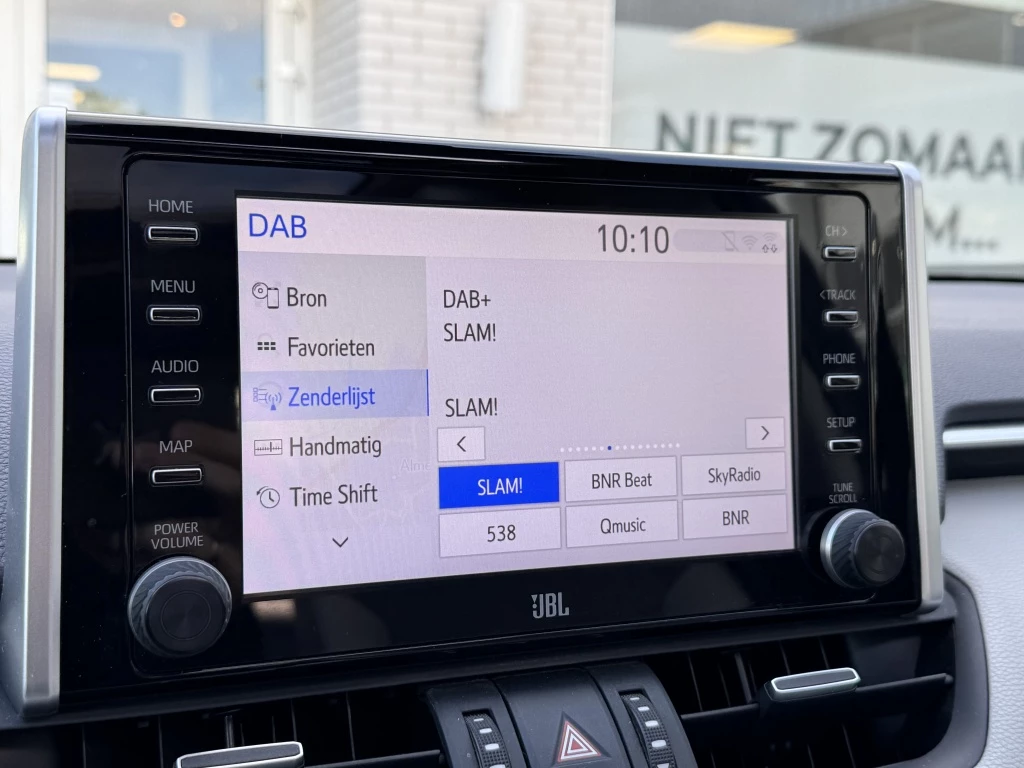 NIET ZOMAA
M...
HOME
MENU
AUDIO
MAP
POWER
VOLUME
DAB
10:10
Bron
Favorieten
Zenderlijst
Handmatig
Time Shift
DAB+
SLAM!
SLAM!
<
>
SLAM!
BNR Beat
SkyRadio
538
Qmusic
BNR
CH>
<TRACK
PHONE
SETUP
TUNE
SCROLL
JBL